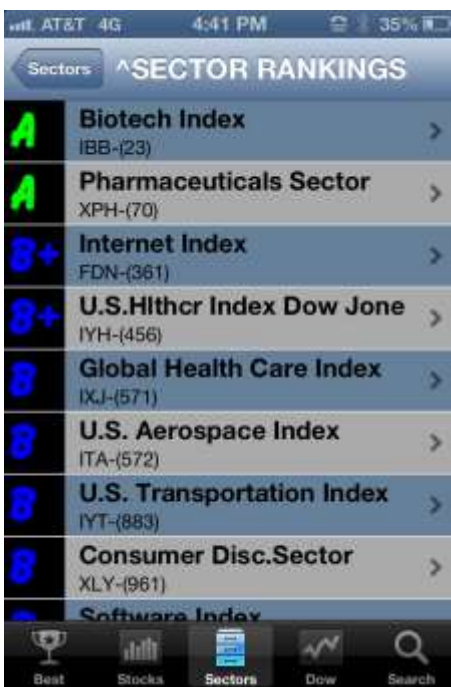 AT&T 4G 4:41 PM 35%
Sectors ^SECTOR RANKINGS
A Biotech Index
IBB-(23)
A Pharmaceuticals Sector
XPH-(70)
B+ Internet Index
FDN-(361)
B+ U.S.Hlthcr Index Dow Jone
IYH-(456)
B Global Health Care Index
IXJ-(571)
B U.S. Aerospace Index
ITA-(572)
B U.S. Transportation Index
IYT-(883)
B Consumer Disc.Sector
XLY-(961)
B Software Index
Best Stocks Sectors Dow Search